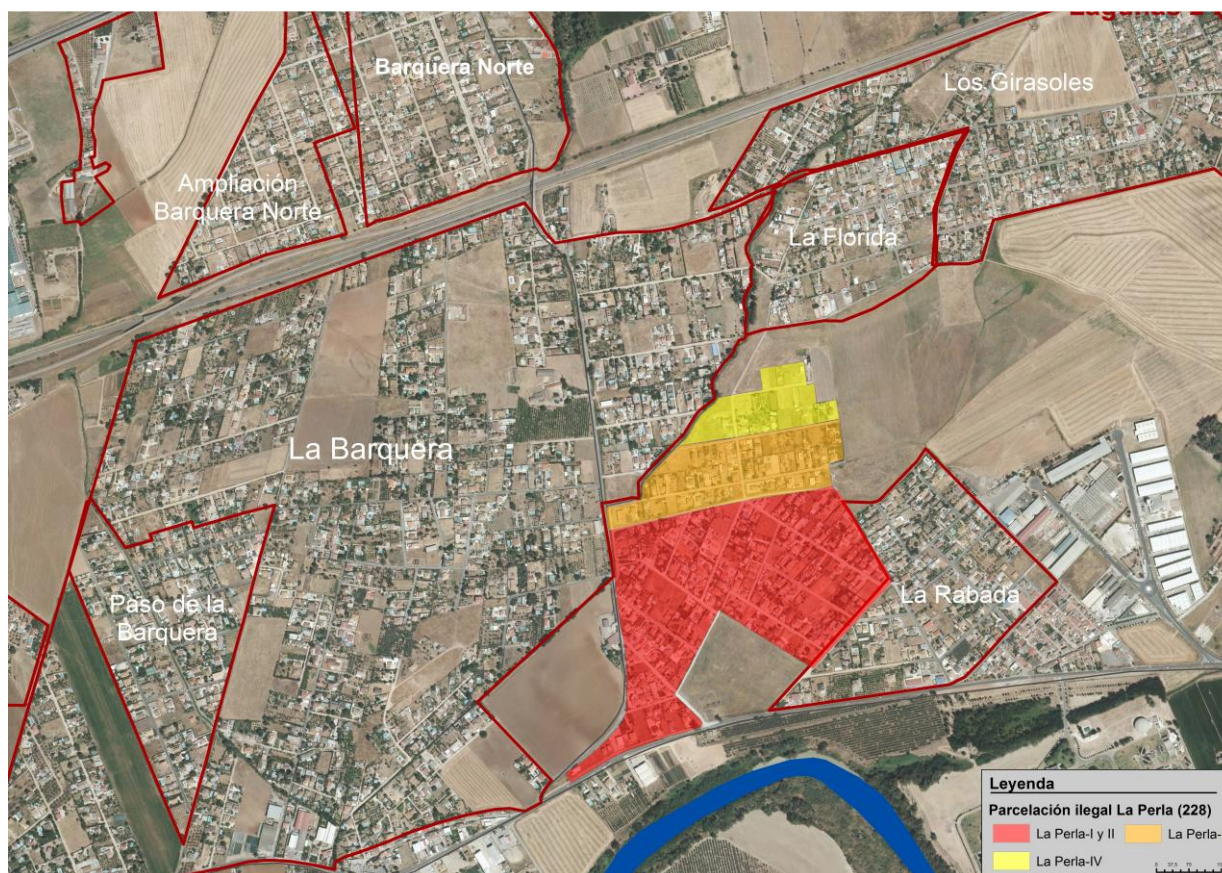 Barquera Norte
Los Girasoles
Ampliación
Barquera Norte
La Florida
La Barquera
Paso de la
Barquera
La Rabada
Leyenda
Parcelación ilegal La Perla (228)
La Perla-I y II
La Perla-
La Perla-IV